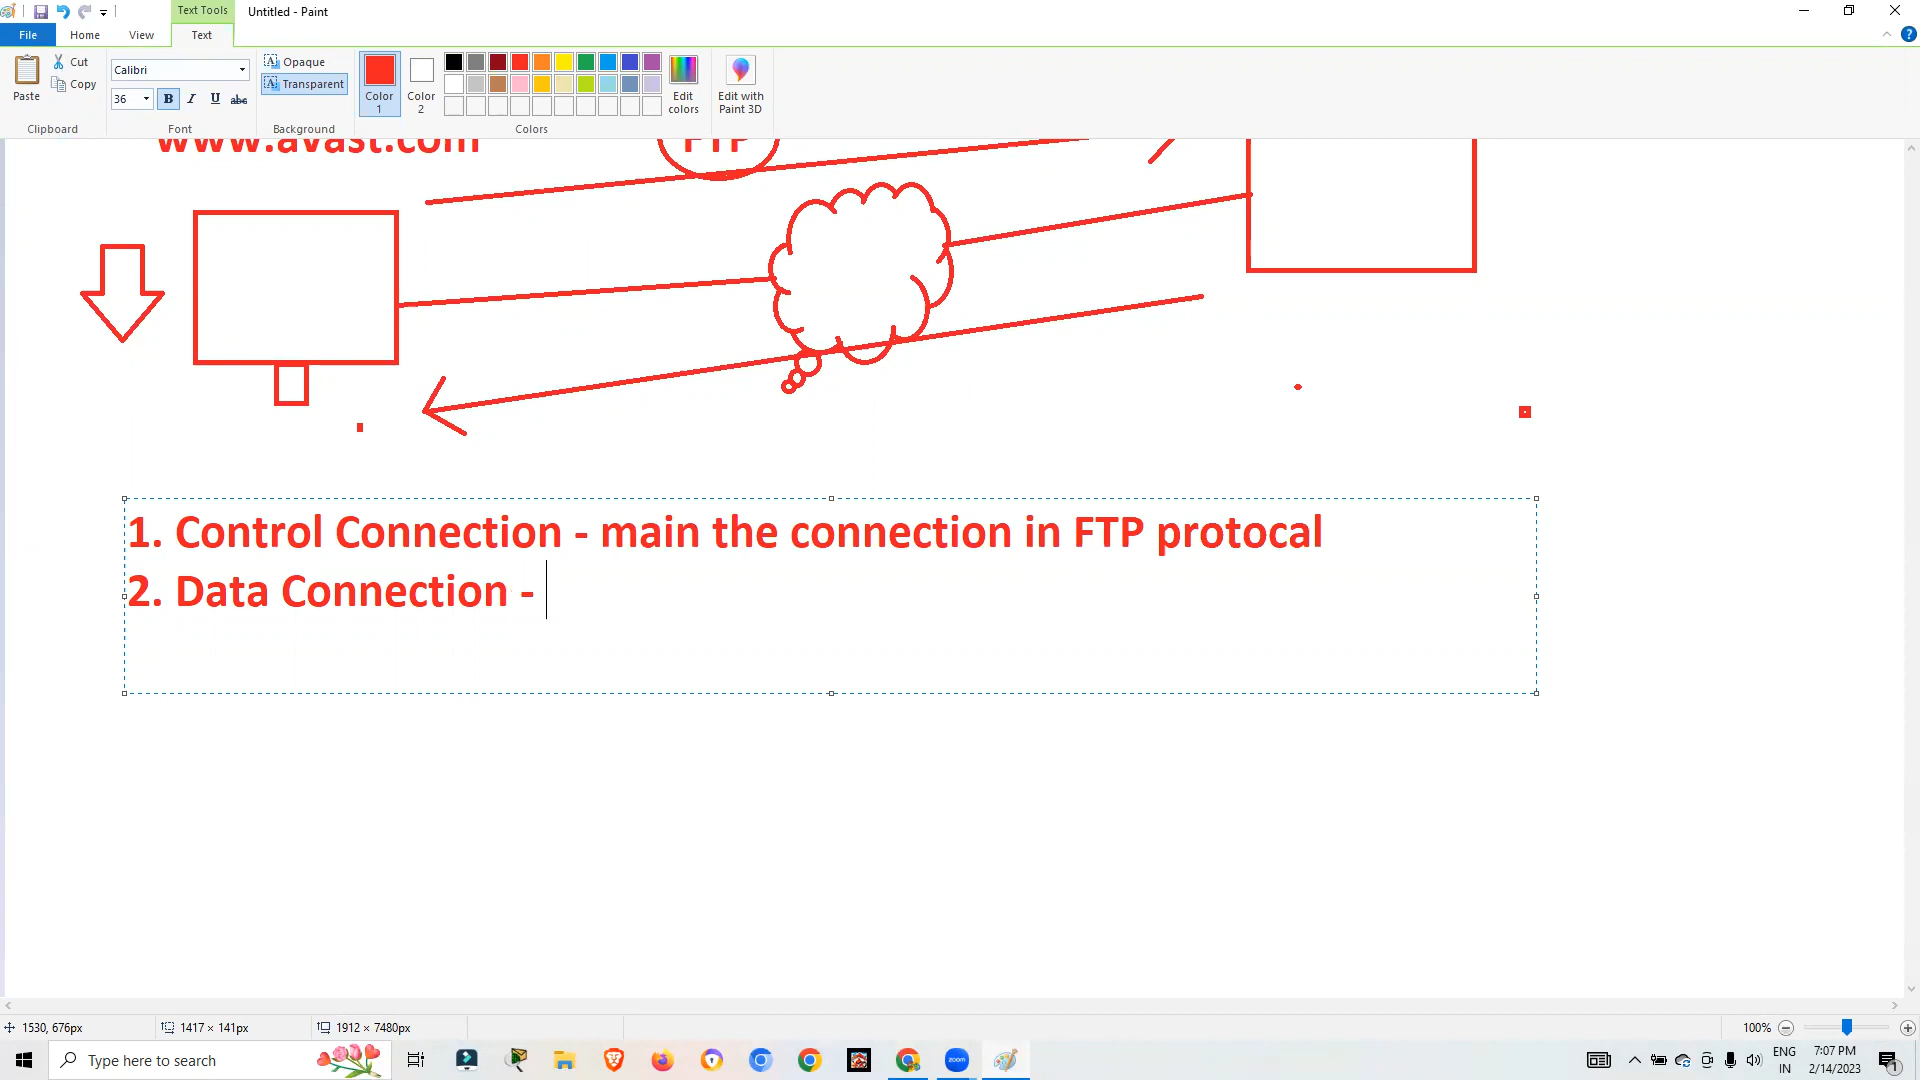 Text Tools
Untitled - Paint
File
Home
View
Text
Paste
Cut
Copy
Clipboard
Calibri
36
B
I
U
abc
Font
Opaque
Transparent
Background
Color 1
Color 2
Edit colors
Colors
Edit with Paint 3D
www.avast.com
FTP
1. Control Connection - main the connection in FTP protocal
2. Data Connection -
1530, 676px
1417 × 141px
1912 × 7480px
100%
Type here to search
zoom
ENG
IN
7:07 PM
2/14/2023
1